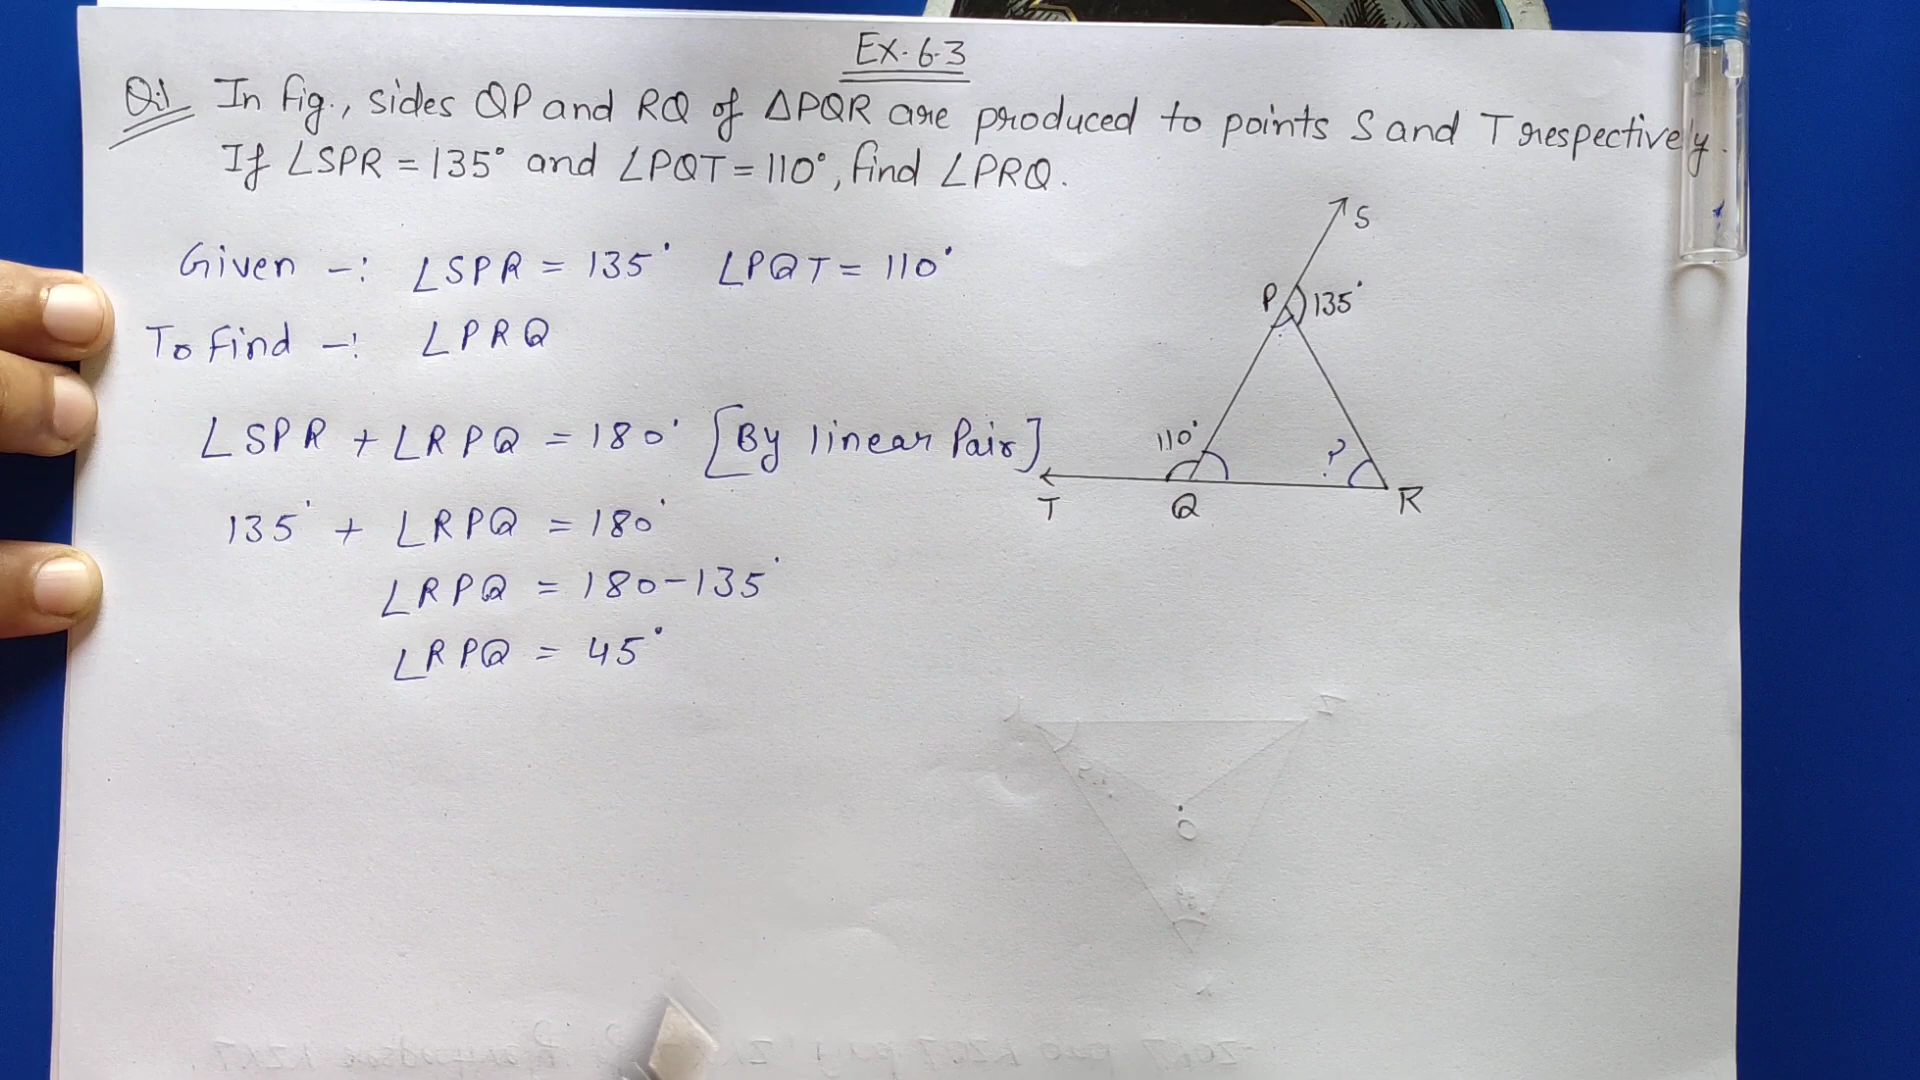 Ex-6.3
Q.1 In fig., sides QP and RQ of △PQR are produced to points S and T respectively.
If ∠SPR = 135° and ∠PQT = 110°, find ∠PRQ.
Given -: ∠SPR = 135° ∠PQT = 110°
To find -: ∠PRQ
∠SPR + ∠RPQ = 180° [By linear Pair]
135° + ∠RPQ = 180°
∠RPQ = 180-135°
∠RPQ = 45°
S
P 135°
110° ?
T Q R
O